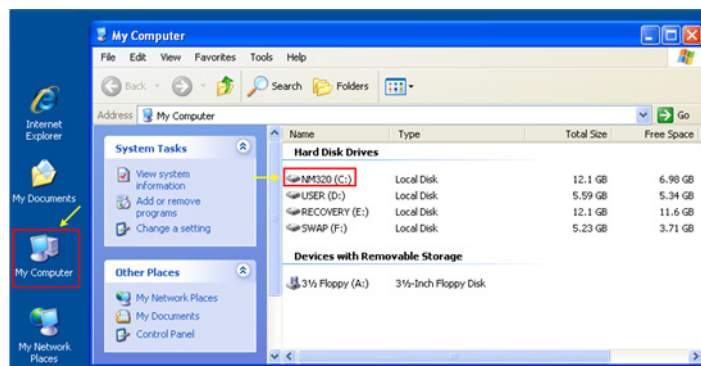 Internet
Explorer
My Documents
My Computer
My Network
Places
My Computer
File Edit View Favorites Tools Help
Back Search Folders
Address My Computer Go
System Tasks
View system
information
Add or remove
programs
Change a setting
Other Places
My Network Places
My Documents
Control Panel
Name Type Total Size Free Space
Hard Disk Drives
NM320 (C:) Local Disk 12.1 GB 6.98 GB
USER (D:) Local Disk 5.59 GB 5.34 GB
RECOVERY (E:) Local Disk 12.1 GB 11.6 GB
SWAP (F:) Local Disk 5.23 GB 3.71 GB
Devices with Removable Storage
3½ Floppy (A:) 3½-Inch Floppy Disk